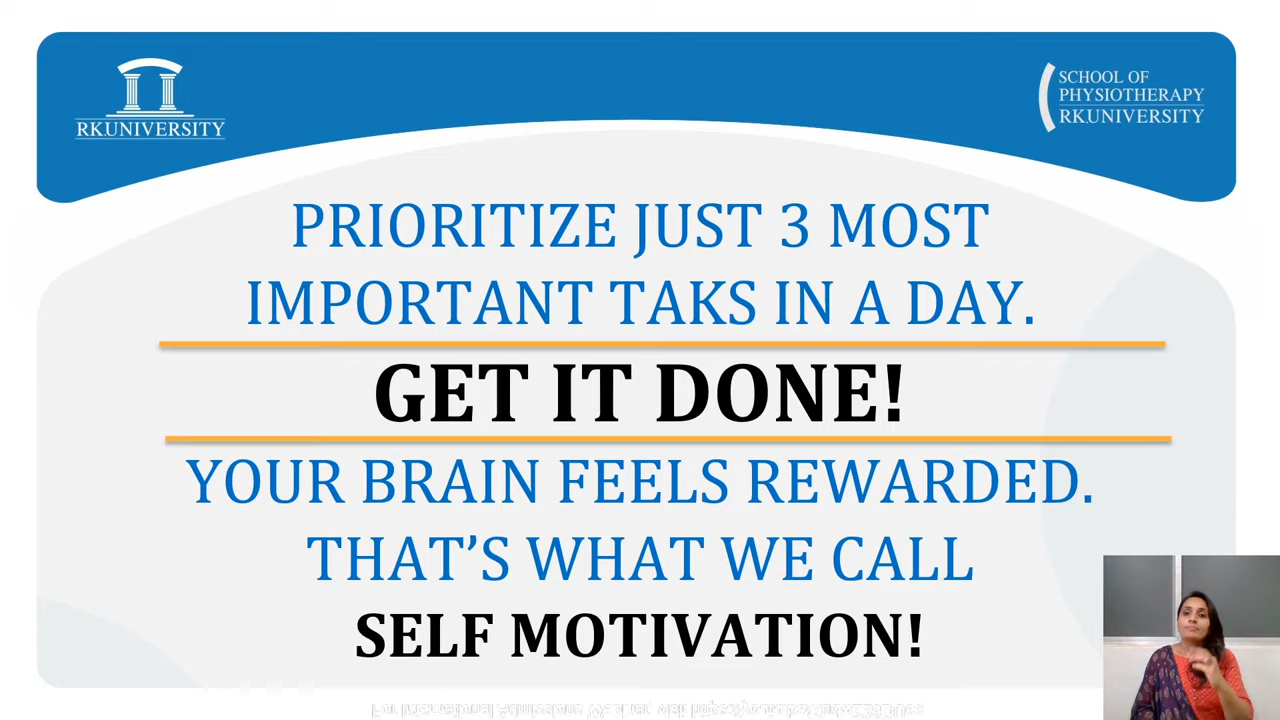 RKUNIVERSITY
SCHOOL OF
PHYSIOTHERAPY
RKUNIVERSITY
PRIORITIZE JUST 3 MOST
IMPORTANT TAKS IN A DAY.
GET IT DONE!
YOUR BRAIN FEELS REWARDED.
THAT’S WHAT WE CALL
SELF MOTIVATION!